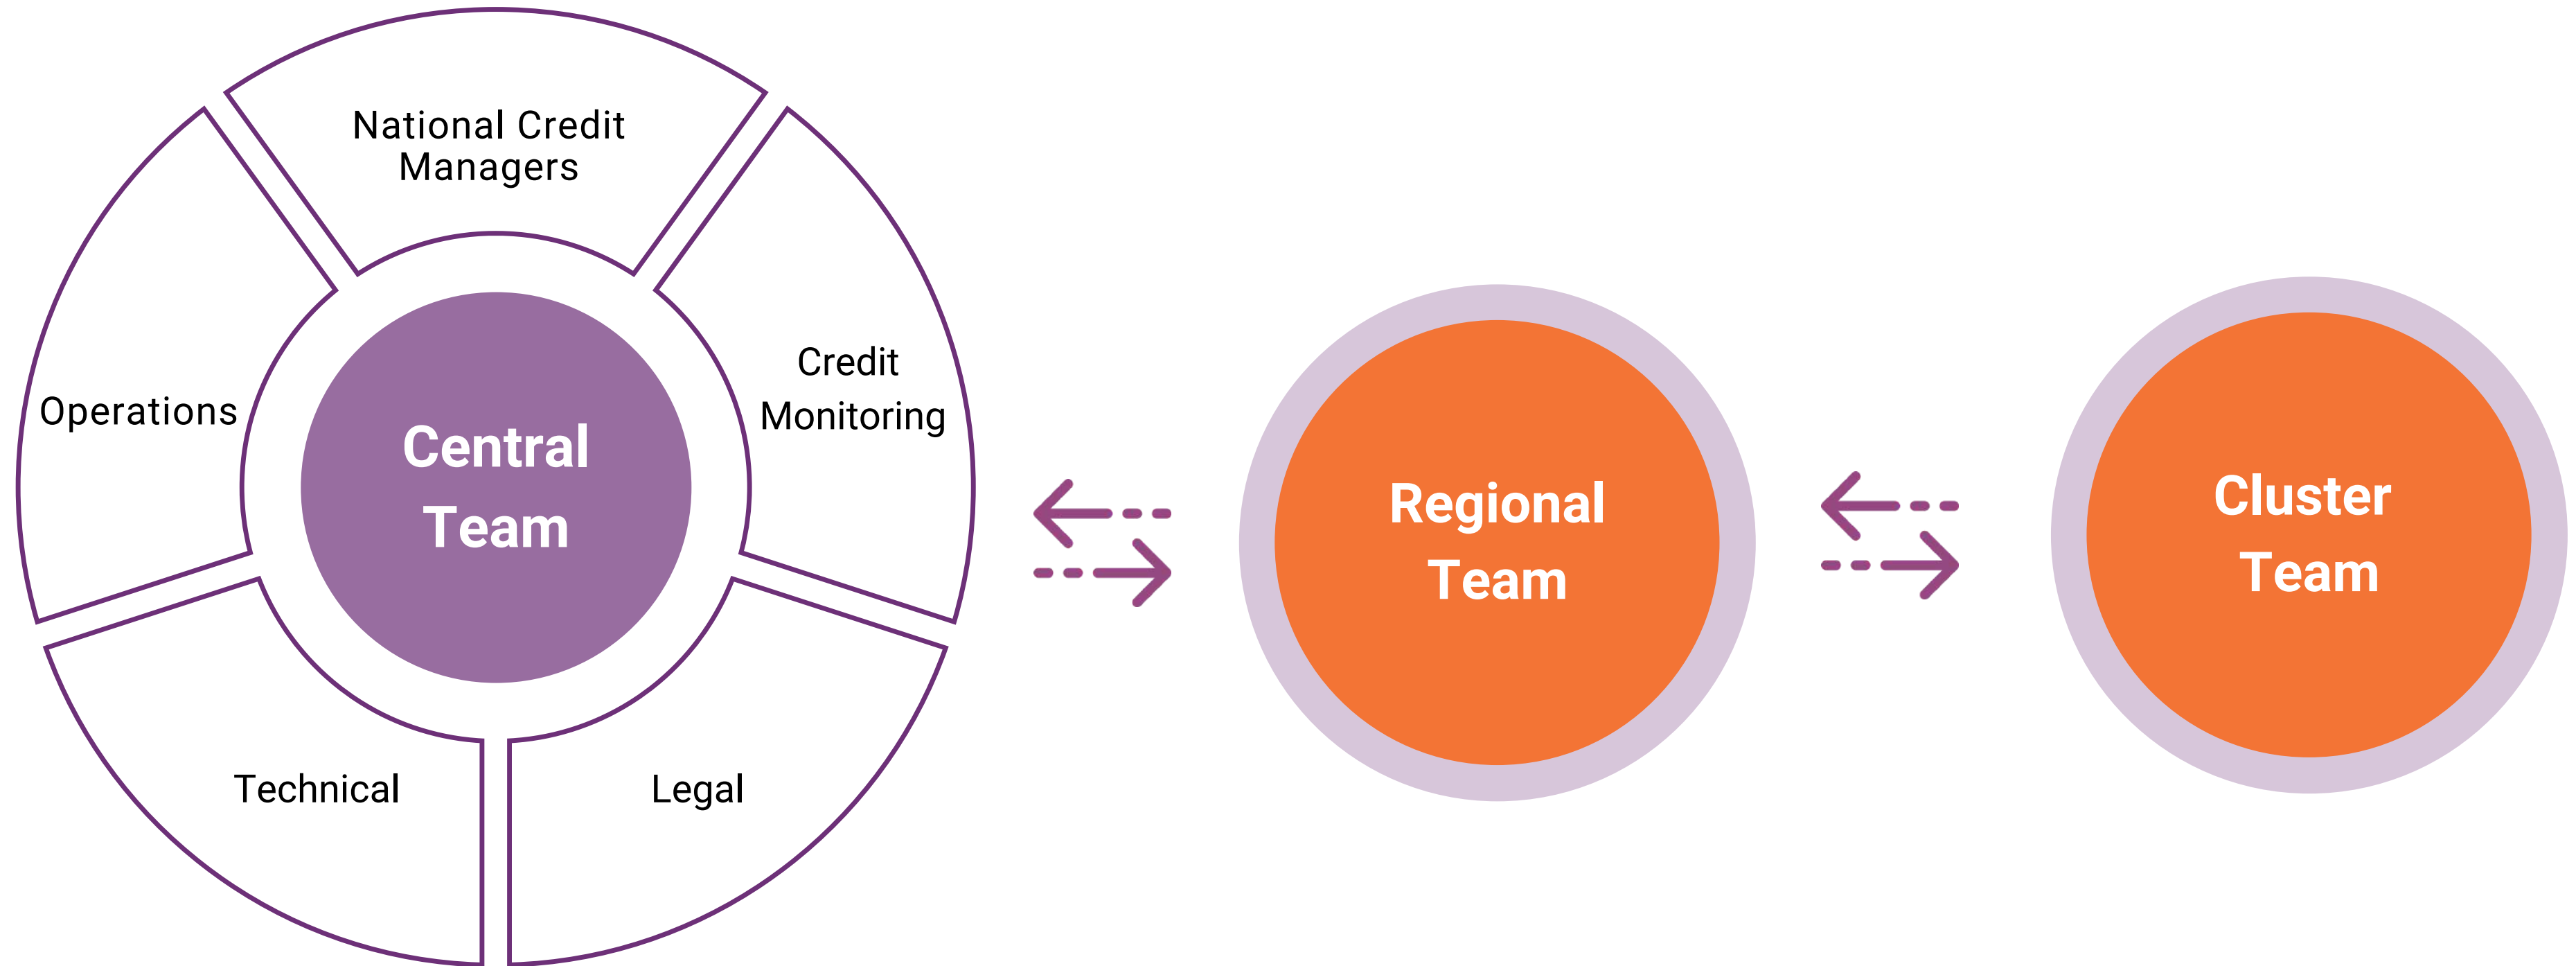 National Credit
Managers
Credit
Monitoring
Operations
Central
Team
Technical
Legal
Regional
Team
Cluster
Team